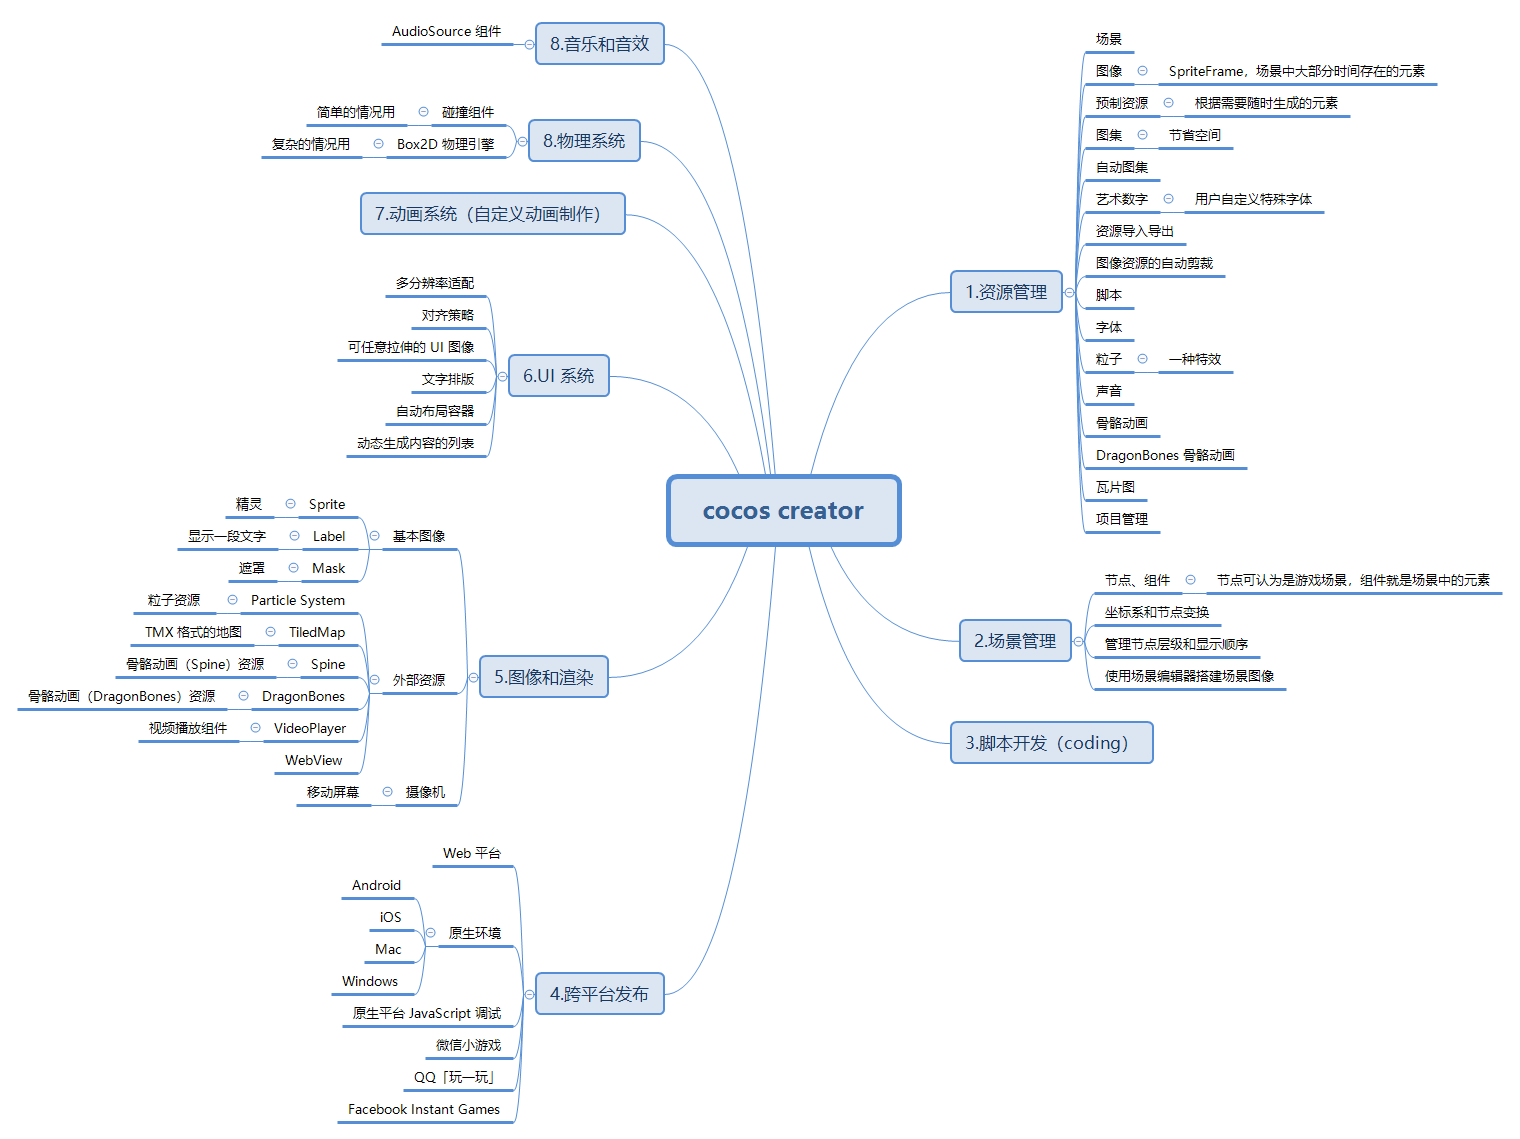 cocos creator
1.资源管理
场景
图像
SpriteFrame，场景中大部分时间存在的元素
预制资源
根据需要随时生成的元素
图集
节省空间
自动图集
艺术数字
用户自定义特殊字体
资源导入导出
图像资源的自动剪裁
脚本
字体
粒子
一种特效
声音
骨骼动画
DragonBones 骨骼动画
瓦片图
项目管理
2.场景管理
节点、组件
节点可认为是游戏场景，组件就是场景中的元素
坐标系和节点变换
管理节点层级和显示顺序
使用场景编辑器搭建场景图像
3.脚本开发（coding）
4.跨平台发布
Web 平台
原生环境
Android
iOS
Mac
Windows
原生平台 JavaScript 调试
微信小游戏
QQ「玩一玩」
Facebook Instant Games
5.图像和渲染
基本图像
Sprite
精灵
Label
显示一段文字
Mask
遮罩
外部资源
Particle System
粒子资源
TiledMap
TMX 格式的地图
Spine
骨骼动画（Spine）资源
DragonBones
骨骼动画（DragonBones）资源
VideoPlayer
视频播放组件
WebView
摄像机
移动屏幕
6.UI 系统
多分辨率适配
对齐策略
可任意拉伸的 UI 图像
文字排版
自动布局容器
动态生成内容的列表
7.动画系统（自定义动画制作）
8.物理系统
碰撞组件
简单的情况用
Box2D 物理引擎
复杂的情况用
8.音乐和音效
AudioSource 组件